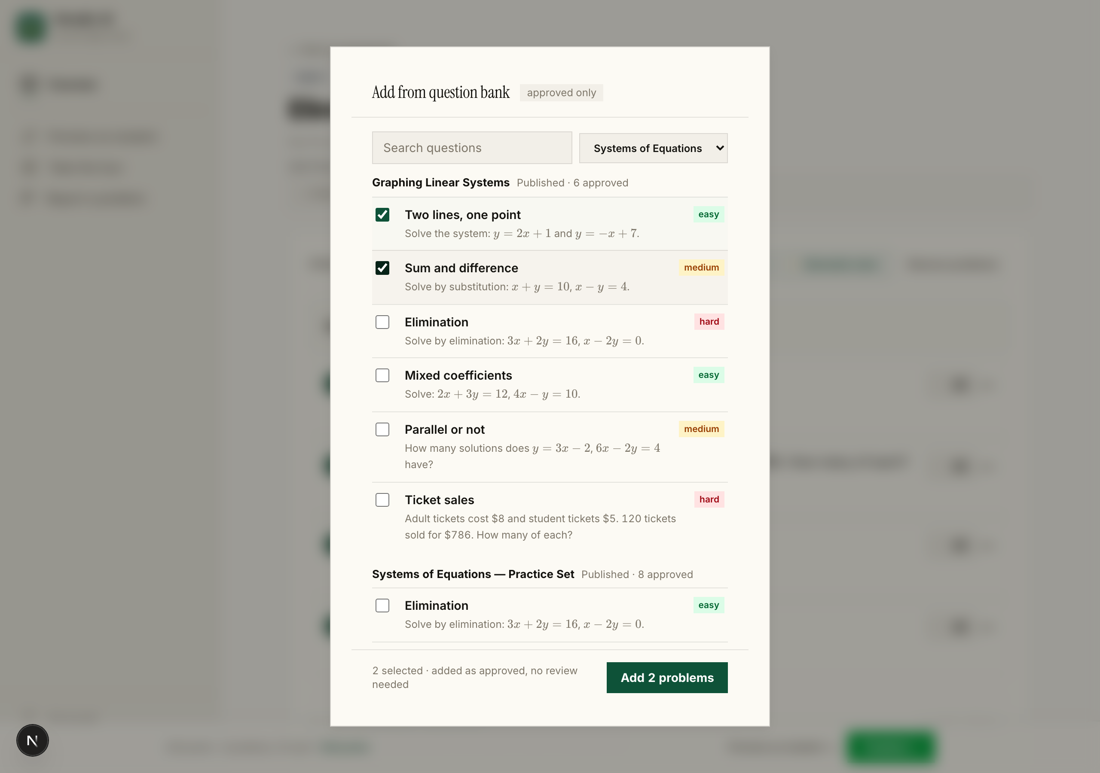 Add from question bank approved only
Search questions Systems of Equations
Graphing Linear Systems Published · 6 approved
Two lines, one point easy
Solve the system: y = 2x + 1 and y = −x + 7.
Sum and difference medium
Solve by substitution: x + y = 10, x − y = 4.
Elimination hard
Solve by elimination: 3x + 2y = 16, x − 2y = 0.
Mixed coefficients easy
Solve: 2x + 3y = 12, 4x − y = 10.
Parallel or not medium
How many solutions does y = 3x − 2, 6x − 2y = 4
have?
Ticket sales hard
Adult tickets cost $8 and student tickets $5. 120 tickets
sold for $786. How many of each?
Systems of Equations — Practice Set Published · 8 approved
Elimination easy
Solve by elimination: 3x + 2y = 16, x − 2y = 0.
2 selected · added as approved, no review
needed
Add 2 problems
N